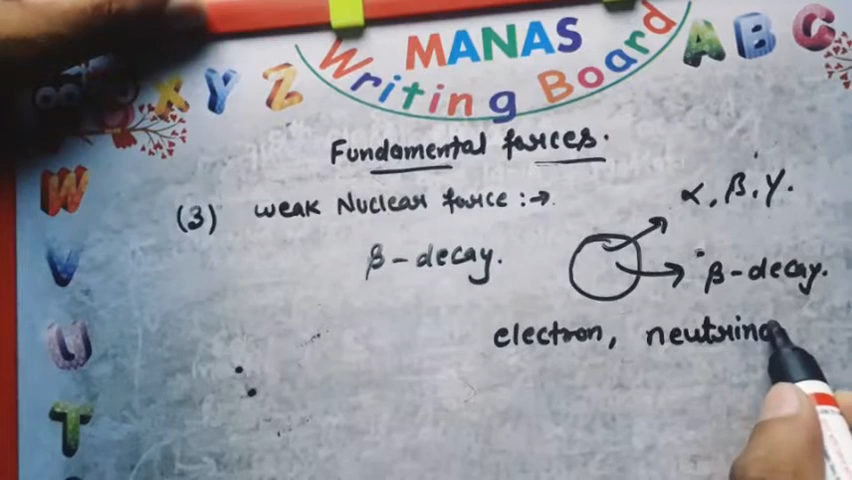 MANAS
Writing Board
A B C
X Y Z
W
V
U
T
Fundamental forces.
(3) Weak Nuclear force :→
α, β, γ.
β-decay.
β-decay.
electron, neutrino